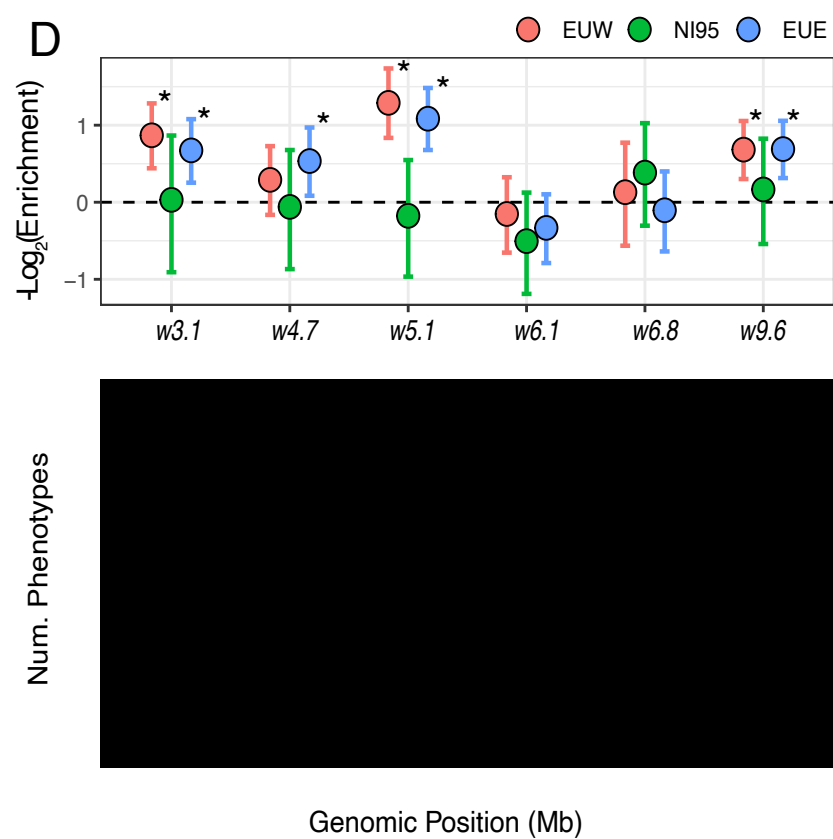 D
EUW NI95 EUE
-Log2(Enrichment)
1
0
−1
* * * * * * *
w3.1 w4.7 w5.1 w6.1 w6.8 w9.6
Num. Phenotypes
Genomic Position (Mb)